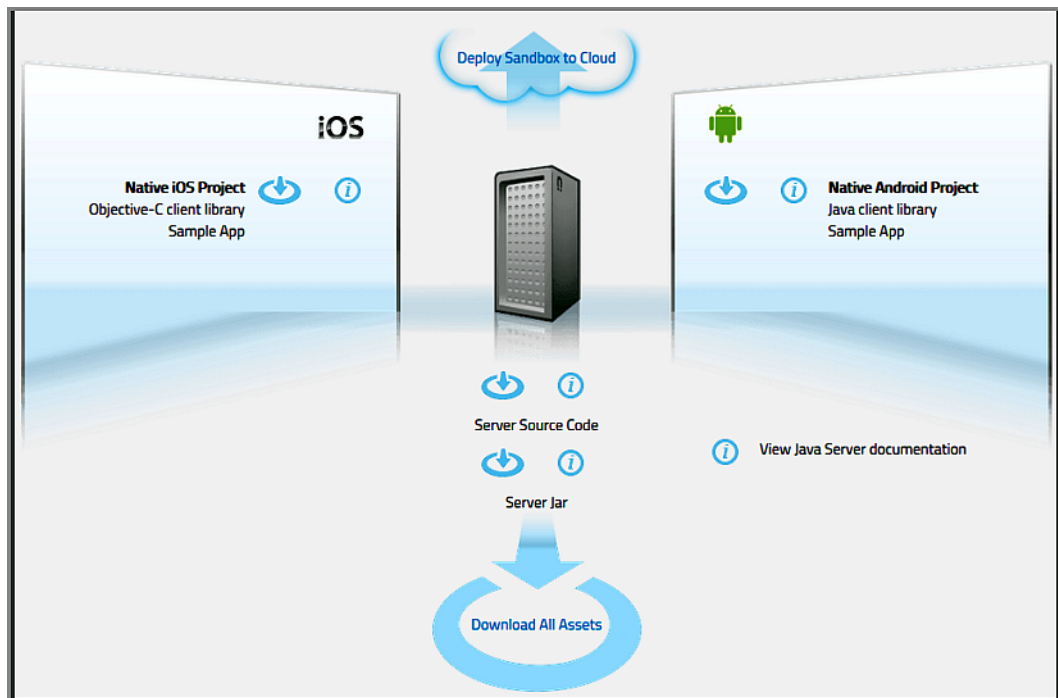 Deploy Sandbox to Cloud
iOS
Native iOS Project
Objective-C client library
Sample App
Native Android Project
Java client library
Sample App
Server Source Code
View Java Server documentation
Server Jar
Download All Assets